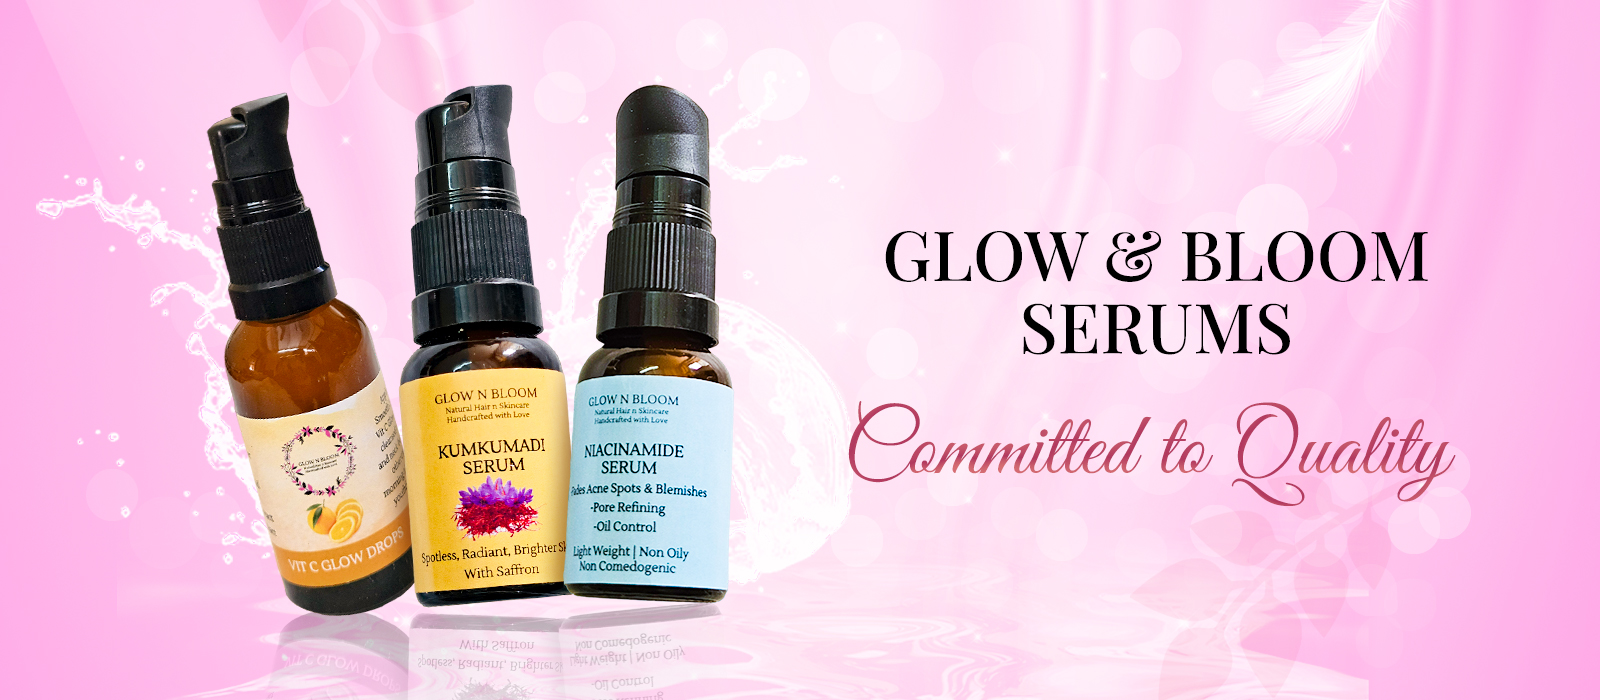 GLOW & BLOOM
SERUMS
Committed to Quality
GLOW N BLOOM
VIT C GLOW DROPS
GLOW N BLOOM
Natural Hair n Skincare
Handcrafted with Love
KUMKUMADI
SERUM
Spotless, Radiant, Brighter
With Saffron
GLOW N BLOOM
Natural Hair n Skincare
Handcrafted with Love
NIACINAMIDE
SERUM
Acne Spots & Blemishes
-Pore Refining
-Oil Control
Light Weight | Non Oily
Non Comedogenic